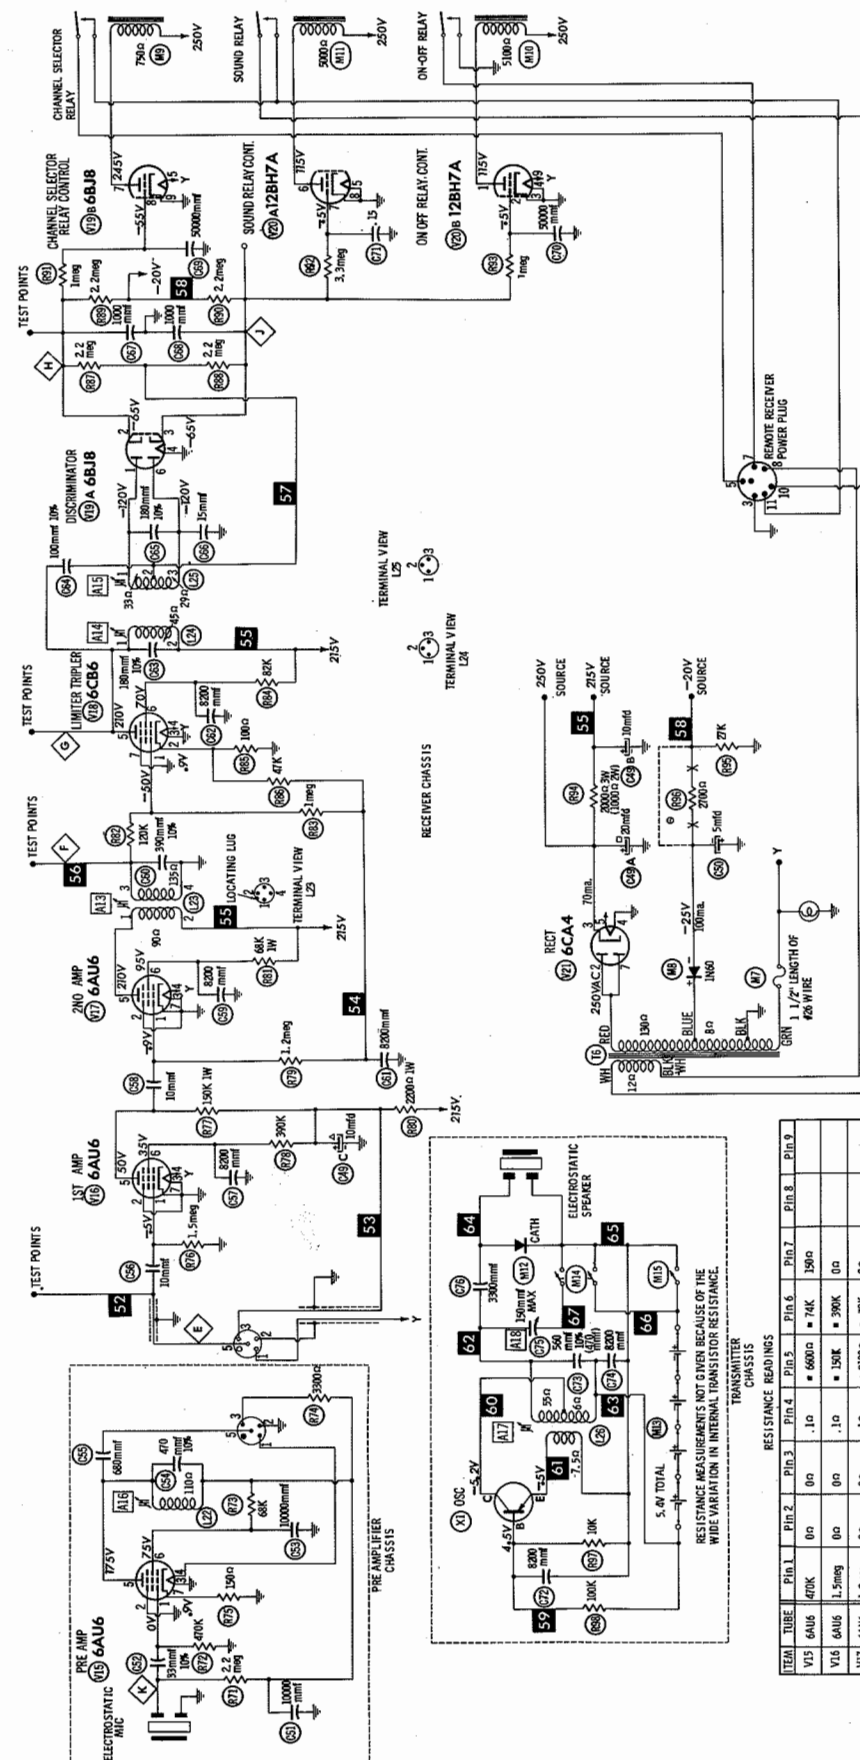 PRE AMP
V15 6AU6
ELECTROSTATIC
MIC
K
C52
33mmf
10%
R72
470K
R71
2.2
meg
C51
10000
mmf
0V
.9V
R75
150Ω
175V
75V
C53
10000mmf
R73
68K
A16
L22
110Ω
C54
470
mmf
10%
C55
680mmf
R74
3300Ω
PRE AMPLIFIER
CHASSIS
TEST POINTS
52
E
Y
53
C56
10mmf
R76
1.5meg
1ST AMP
V16 6AU6
-.5V
50V
35V
C57
8200
mmf
R77
150K 1W
R78
390K
C49 C
10mfd
R80
2200Ω 1W
215V
C58
10mmf
R79
1.2meg
C61
8200mmf
54
2ND AMP
V17 6AU6
-.9V
210V
95V
C59
8200
mmf
R81
68K
1W
215V
90Ω
A13
L23
135Ω
55
LOCATING LUG
TERMINAL VIEW
L23
TEST POINTS
F
56
R82
120K
C60
390mmf
10%
R83
1meg
R86
47K
TEST POINTS
G
LIMITER TRIPLER
V18 6CB6
-50V
.9V
210V
70V
R85
100Ω
C62
8200
mmf
R84
82K
215V
55
C63
180mmf
10%
A14
L24
45Ω
C64
100mmf 10%
A15
33Ω
29Ω
L25
C65
180mmf
10%
C66
15mmf
DISCRIMINATOR
V19 A 6BJ8
-120V
-120V
-65V
-65V
57
RECEIVER CHASSIS
TERMINAL VIEW
L24
TERMINAL VIEW
L25
TEST POINTS
H
J
R87
2.2
meg
R88
2.2
meg
C67
1000
mmf
C68
1000
mmf
R89
2.2meg
R90
2.2meg
-20V
58
R91
1meg
C69
50000mmf
CHANNEL SELECTOR
RELAY CONTROL
V19 B 6BJ8
-55V
245V
CHANNEL SELECTOR
RELAY
750Ω
M9
250V
SOUND RELAY CONT.
V20 A 12BH7A
R92
3.3meg
C71
.15
115V
SOUND RELAY
5000Ω
M11
250V
ON OFF RELAY. CONT.
V20 B 12BH7A
R93
1meg
C70
50000
mmf
115V
ON-OFF RELAY
5100Ω
M10
250V
REMOTE RECEIVER
POWER PLUG
T6
WH
RED
12Ω
BLK
WH
130Ω
BLUE
8Ω
BLK
GRN
RECT
V21 6CA4
250VAC
70ma.
C49 A
20mfd
R94
2000Ω 3W
(1000Ω 2W)
C49 B
10mfd
250V
SOURCE
215V
SOURCE
55
M8
1N60
-25V
100ma.
C50
5mfd
R96
2700Ω
R95
27K
58
-20V
SOURCE
M7
1 1/2" LENGTH OF
#26 WIRE
Y
X1 OSC
C
B
E
4.5V
-5.2V
60
61
59
C72
8200
mmf
R98
100K
R97
10K
A17
55Ω
6Ω
7.5Ω
L26
62
63
A18
C75
150mmf
MAX
C73
560
mmf
10%
(470
mmf)
C74
8200
mmf
C76
3300mmf
64
M12
CATH
ELECTROSTATIC
SPEAKER
M14
67
65
66
M15
M13
5.4V TOTAL
RESISTANCE MEASUREMENTS NOT GIVEN BECAUSE OF THE
WIDE VARIATION IN INTERNAL TRANSISTOR RESISTANCE.
TRANSMITTER
CHASSIS
RESISTANCE READINGS
ITEM TUBE Pin 1 Pin 2 Pin 3 Pin 4 Pin 5 Pin 6 Pin 7 Pin 8 Pin 9
V15 6AU6 470K 0Ω 0Ω .1Ω 6600Ω 74K 150Ω
V16 6AU6 1.5meg 0Ω 0Ω .1Ω 150K 390K 0Ω